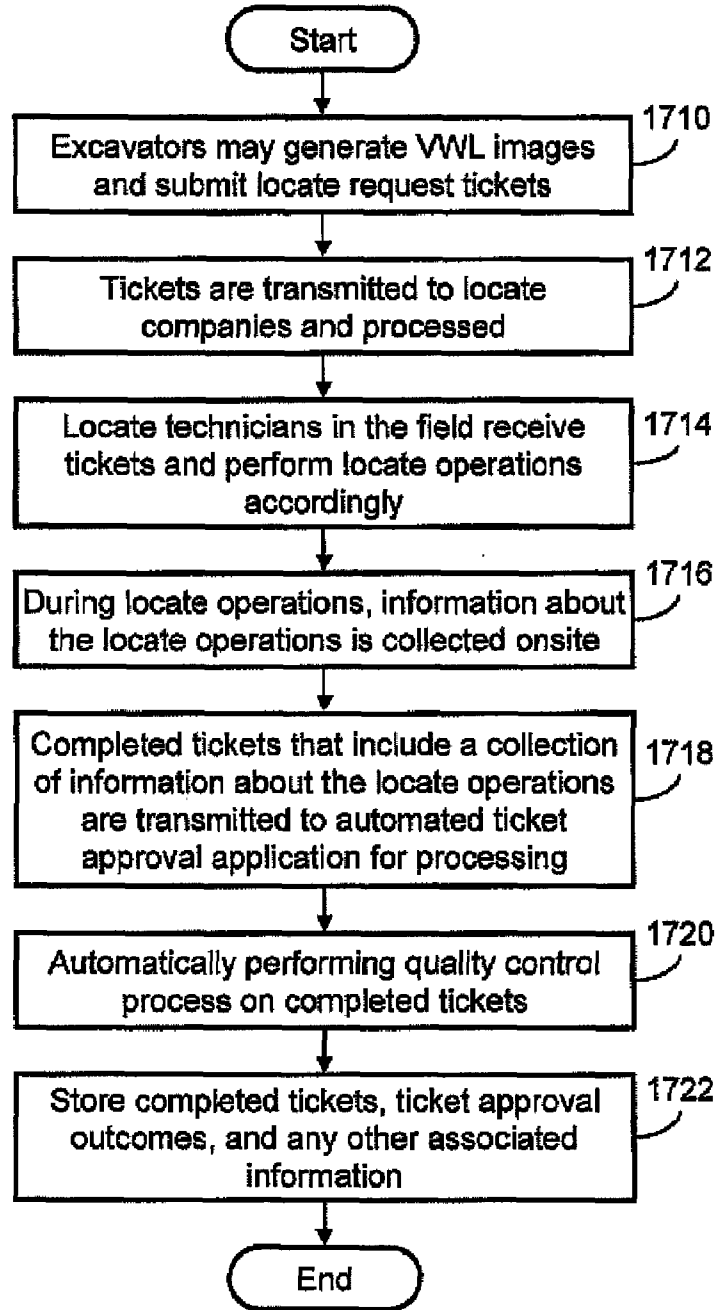 Start
1710
Excavators may generate VWL images
and submit locate request tickets
1712
Tickets are transmitted to locate
companies and processed
1714
Locate technicians in the field receive
tickets and perform locate operations
accordingly
1716
During locate operations, information about
the locate operations is collected onsite
1718
Completed tickets that include a collection
of information about the locate operations
are transmitted to automated ticket
approval application for processing
1720
Automatically performing quality control
process on completed tickets
1722
Store completed tickets, ticket approval
outcomes, and any other associated
information
End